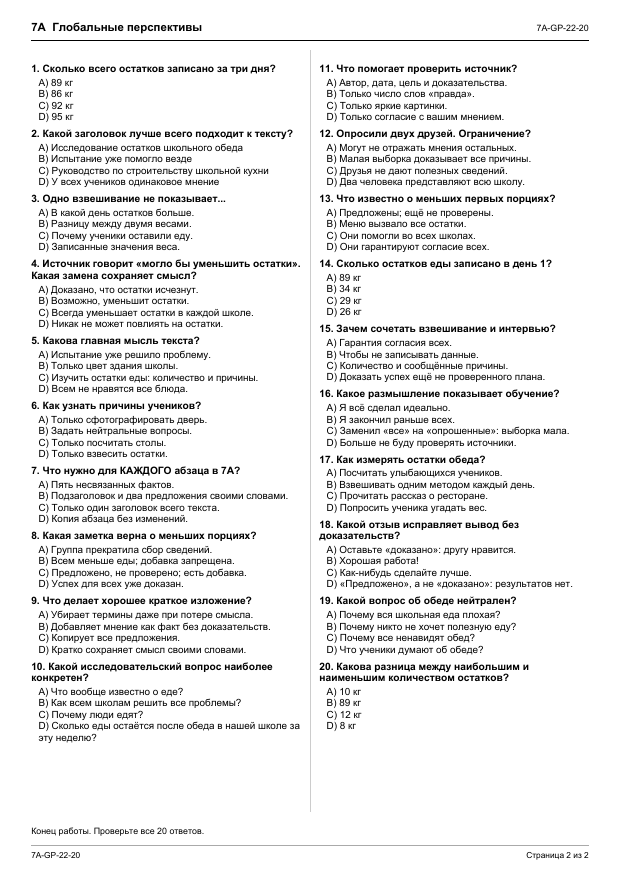 7A Глобальные перспективы
7A-GP-22-20
1. Сколько всего остатков записано за три дня?
A) 89 кг
B) 86 кг
C) 92 кг
D) 95 кг
2. Какой заголовок лучше всего подходит к тексту?
A) Исследование остатков школьного обеда
B) Испытание уже помогло везде
C) Руководство по строительству школьной кухни
D) У всех учеников одинаковое мнение
3. Одно взвешивание не показывает...
A) В какой день остатков больше.
B) Разницу между двумя весами.
C) Почему ученики оставили еду.
D) Записанные значения веса.
4. Источник говорит «могло бы уменьшить остатки».
Какая замена сохраняет смысл?
A) Доказано, что остатки исчезнут.
B) Возможно, уменьшит остатки.
C) Всегда уменьшает остатки в каждой школе.
D) Никак не может повлиять на остатки.
5. Какова главная мысль текста?
A) Испытание уже решило проблему.
B) Только цвет здания школы.
C) Изучить остатки еды: количество и причины.
D) Всем не нравятся все блюда.
6. Как узнать причины учеников?
A) Только сфотографировать дверь.
B) Задать нейтральные вопросы.
C) Только посчитать столы.
D) Только взвесить остатки.
7. Что нужно для КАЖДОГО абзаца в 7A?
A) Пять несвязанных фактов.
B) Подзаголовок и два предложения своими словами.
C) Только один заголовок всего текста.
D) Копия абзаца без изменений.
8. Какая заметка верна о меньших порциях?
A) Группа прекратила сбор сведений.
B) Всем меньше еды; добавка запрещена.
C) Предложено, не проверено; есть добавка.
D) Успех для всех уже доказан.
9. Что делает хорошее краткое изложение?
A) Убирает термины даже при потере смысла.
B) Добавляет мнение как факт без доказательств.
C) Копирует все предложения.
D) Кратко сохраняет смысл своими словами.
10. Какой исследовательский вопрос наиболее
конкретен?
A) Что вообще известно о еде?
B) Как всем школам решить все проблемы?
C) Почему люди едят?
D) Сколько еды остаётся после обеда в нашей школе за
эту неделю?
11. Что помогает проверить источник?
A) Автор, дата, цель и доказательства.
B) Только число слов «правда».
C) Только яркие картинки.
D) Только согласие с вашим мнением.
12. Опросили двух друзей. Ограничение?
A) Могут не отражать мнения остальных.
B) Малая выборка доказывает все причины.
C) Друзья не дают полезных сведений.
D) Два человека представляют всю школу.
13. Что известно о меньших первых порциях?
A) Предложены; ещё не проверены.
B) Меню вызвало все остатки.
C) Они помогли во всех школах.
D) Они гарантируют согласие всех.
14. Сколько остатков еды записано в день 1?
A) 89 кг
B) 34 кг
C) 29 кг
D) 26 кг
15. Зачем сочетать взвешивание и интервью?
A) Гарантия согласия всех.
B) Чтобы не записывать данные.
C) Количество и сообщённые причины.
D) Доказать успех ещё не проверенного плана.
16. Какое размышление показывает обучение?
A) Я всё сделал идеально.
B) Я закончил раньше всех.
C) Заменил «все» на «опрошенные»: выборка мала.
D) Больше не буду проверять источники.
17. Как измерять остатки обеда?
A) Посчитать улыбающихся учеников.
B) Взвешивать одним методом каждый день.
C) Прочитать рассказ о ресторане.
D) Попросить ученика угадать вес.
18. Какой отзыв исправляет вывод без
доказательств?
A) Оставьте «доказано»: другу нравится.
B) Хорошая работа!
C) Как-нибудь сделайте лучше.
D) «Предложено», а не «доказано»: результатов нет.
19. Какой вопрос об обеде нейтрален?
A) Почему вся школьная еда плохая?
B) Почему никто не хочет полезную еду?
C) Почему все ненавидят обед?
D) Что ученики думают об обеде?
20. Какова разница между наибольшим и
наименьшим количеством остатков?
A) 10 кг
B) 89 кг
C) 12 кг
D) 8 кг
Конец работы. Проверьте все 20 ответов.
7A-GP-22-20
Страница 2 из 2